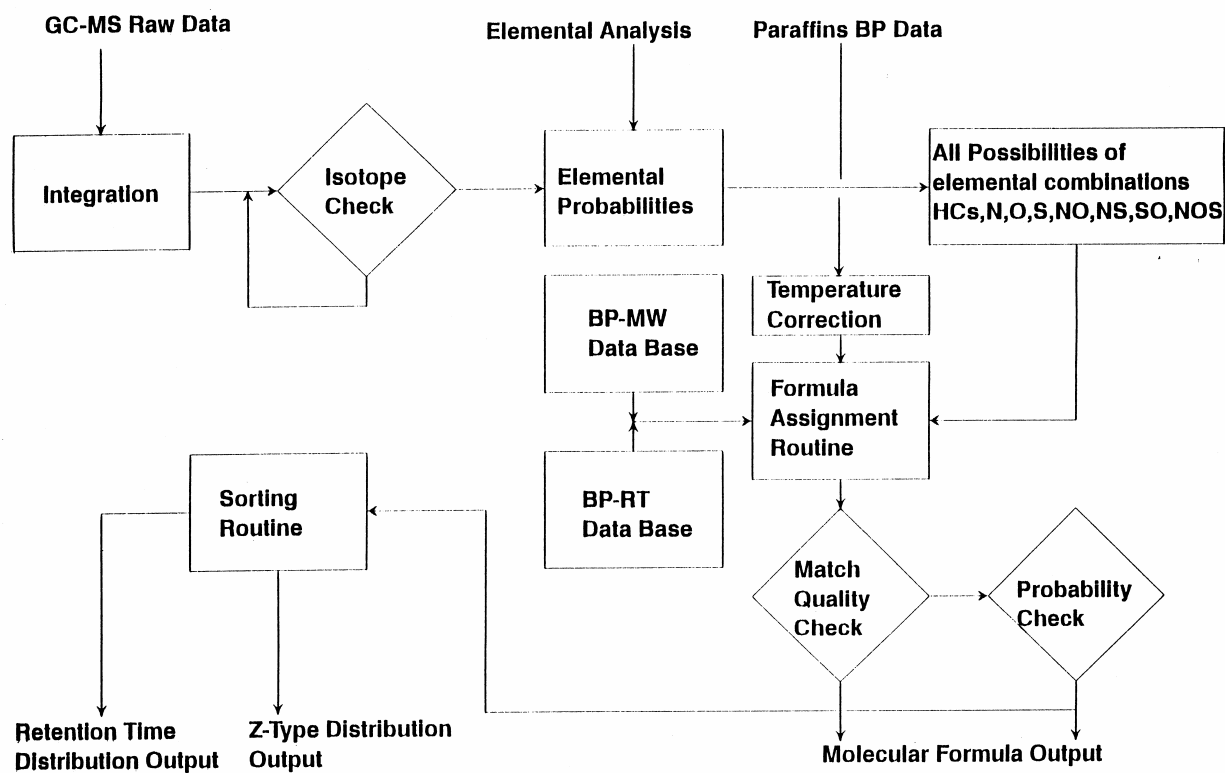 GC-MS Raw Data
Elemental Analysis
Paraffins BP Data
Integration
Isotope
Check
Elemental
Probabilities
All Possibilities of
elemental combinations
HCs,N,O,S,NO,NS,SO,NOS
BP-MW
Data Base
Temperature
Correction
Formula
Assignment
Routine
Sorting
Routine
BP-RT
Data Base
Match
Quality
Check
Probability
Check
Retention Time
Distribution Output
Z-Type Distribution
Output
Molecular Formula Output